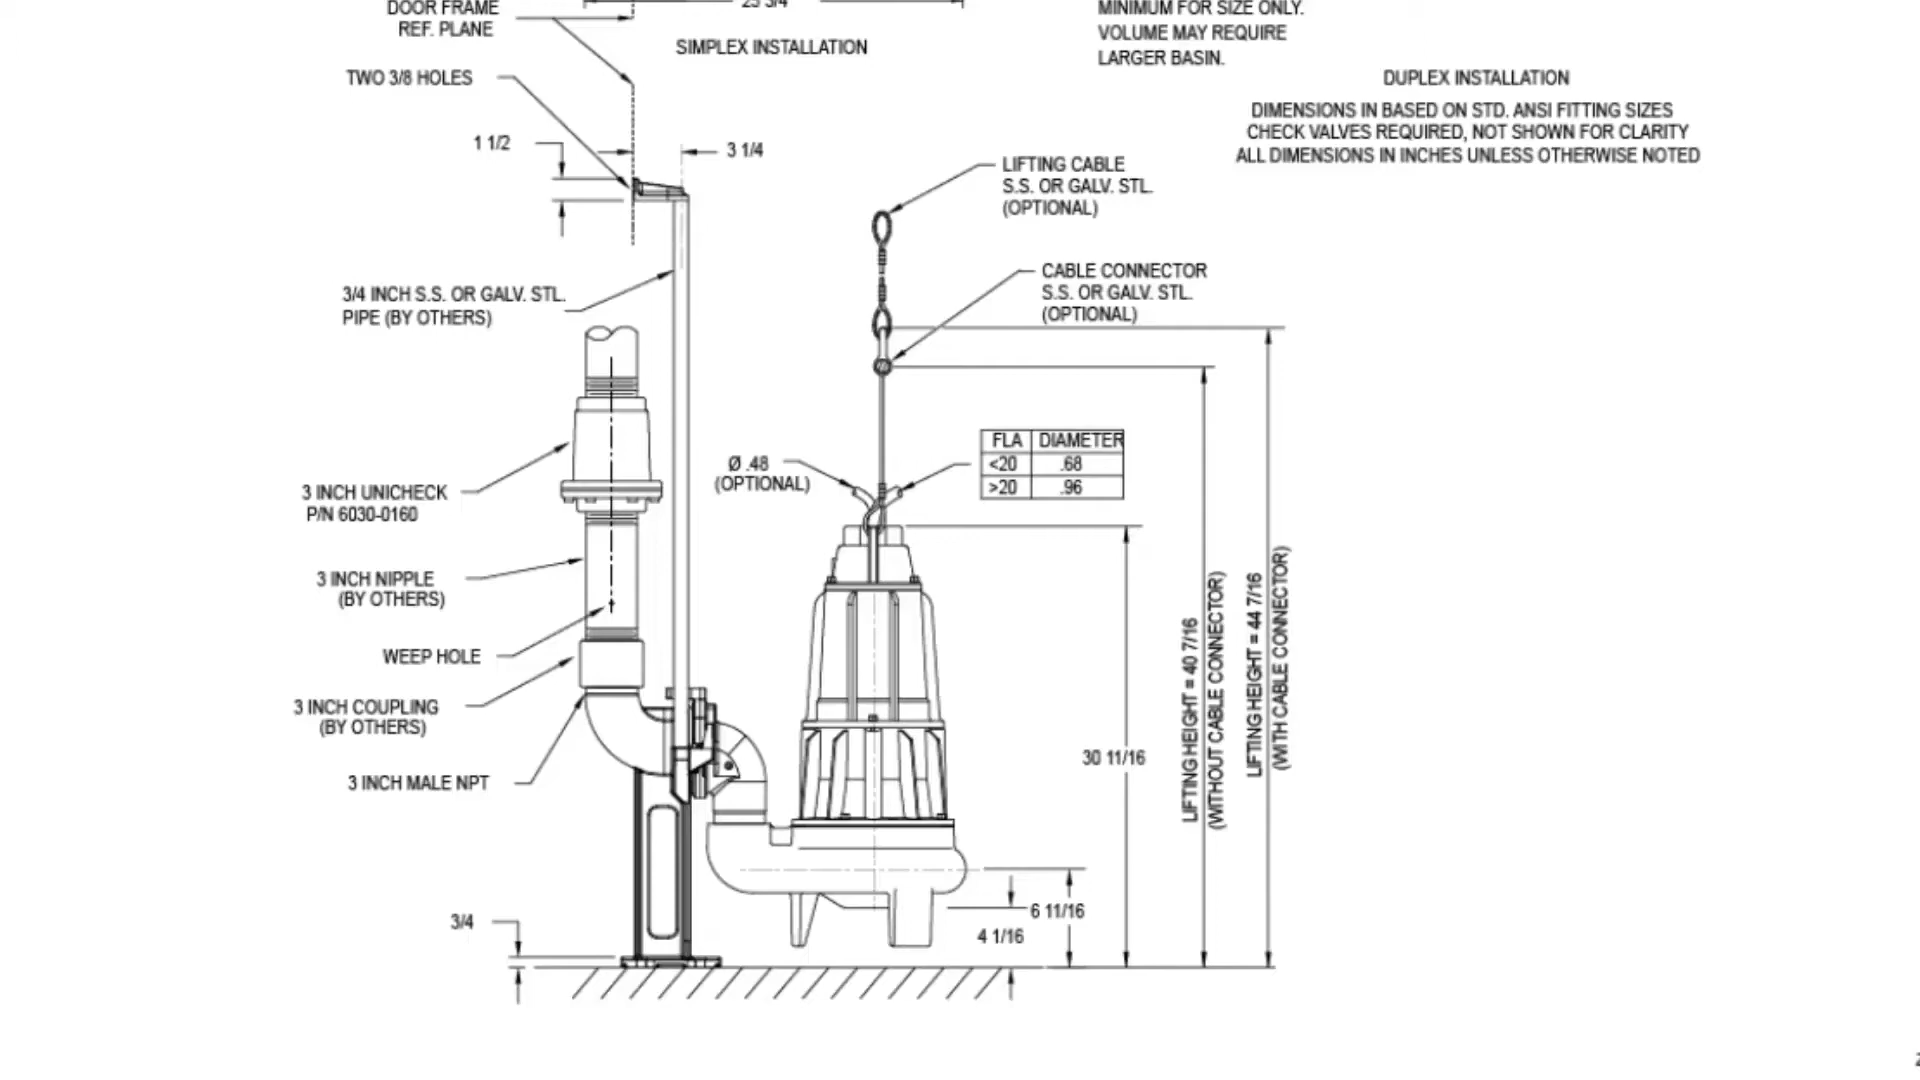 DOOR FRAME
REF. PLANE
25 3/4
SIMPLEX INSTALLATION
MINIMUM FOR SIZE ONLY.
VOLUME MAY REQUIRE
LARGER BASIN.
TWO 3/8 HOLES
DUPLEX INSTALLATION
DIMENSIONS IN BASED ON STD. ANSI FITTING SIZES
CHECK VALVES REQUIRED, NOT SHOWN FOR CLARITY
ALL DIMENSIONS IN INCHES UNLESS OTHERWISE NOTED
1 1/2
3 1/4
LIFTING CABLE
S.S. OR GALV. STL.
(OPTIONAL)
CABLE CONNECTOR
S.S. OR GALV. STL.
(OPTIONAL)
3/4 INCH S.S. OR GALV. STL.
PIPE (BY OTHERS)
FLA DIAMETER
<20 .68
>20 .96
Ø .48
(OPTIONAL)
3 INCH UNICHECK
P/N 6030-0160
3 INCH NIPPLE
(BY OTHERS)
WEEP HOLE
3 INCH COUPLING
(BY OTHERS)
3 INCH MALE NPT
30 11/16
LIFTING HEIGHT = 40 7/16
(WITHOUT CABLE CONNECTOR)
LIFTING HEIGHT = 44 7/16
(WITH CABLE CONNECTOR)
3/4
6 11/16
4 1/16